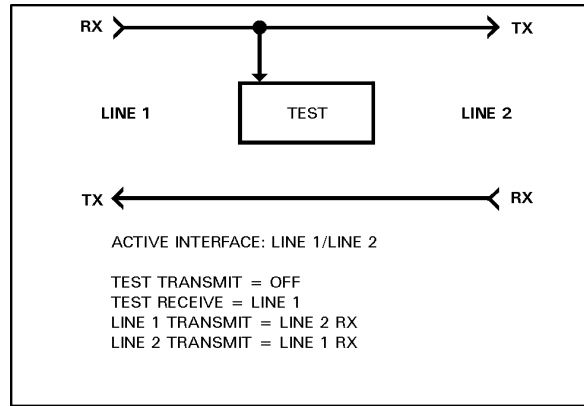 RX TX
LINE 1 TEST LINE 2
TX RX
ACTIVE INTERFACE: LINE 1/LINE 2
TEST TRANSMIT = OFF
TEST RECEIVE = LINE 1
LINE 1 TRANSMIT = LINE 2 RX
LINE 2 TRANSMIT = LINE 1 RX